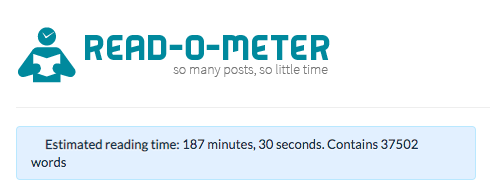 READ-O-METER
so many posts, so little time
Estimated reading time: 187 minutes, 30 seconds. Contains 37502
words